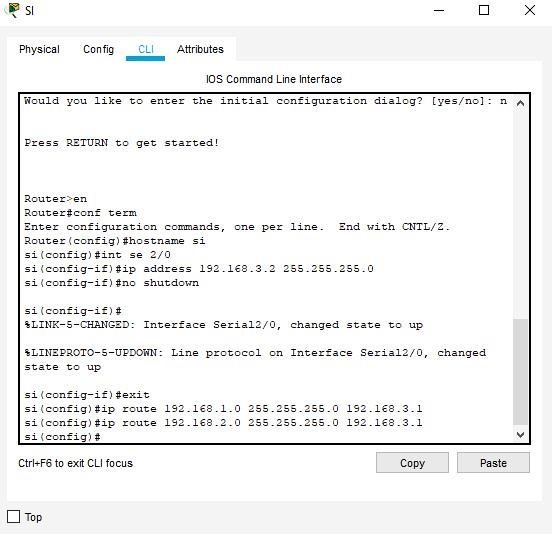 SI
Physical Config CLI Attributes
IOS Command Line Interface
Would you like to enter the initial configuration dialog? [yes/no]: n
Press RETURN to get started!
Router>en
Router#conf term
Enter configuration commands, one per line.  End with CNTL/Z.
Router(config)#hostname si
si(config)#int se 2/0
si(config-if)#ip address 192.168.3.2 255.255.255.0
si(config-if)#no shutdown
si(config-if)#
%LINK-5-CHANGED: Interface Serial2/0, changed state to up
%LINEPROTO-5-UPDOWN: Line protocol on Interface Serial2/0, changed
state to up
si(config-if)#exit
si(config)#ip route 192.168.1.0 255.255.255.0 192.168.3.1
si(config)#ip route 192.168.2.0 255.255.255.0 192.168.3.1
si(config)#
Ctrl+F6 to exit CLI focus
Copy Paste
Top